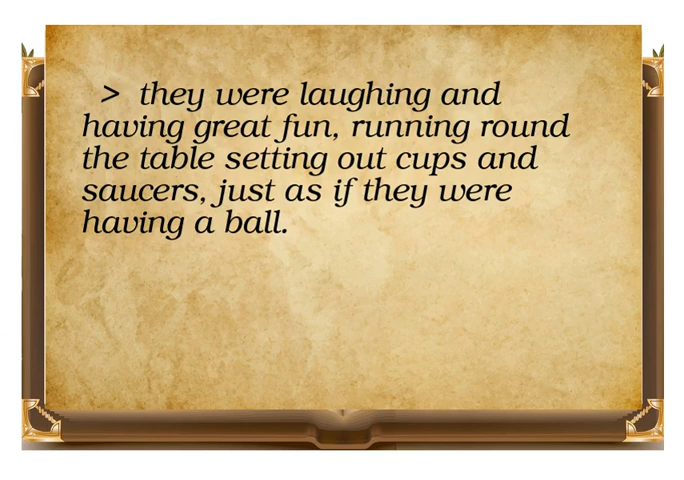 > they were laughing and
having great fun, running round
the table setting out cups and
saucers, just as if they were
having a ball.